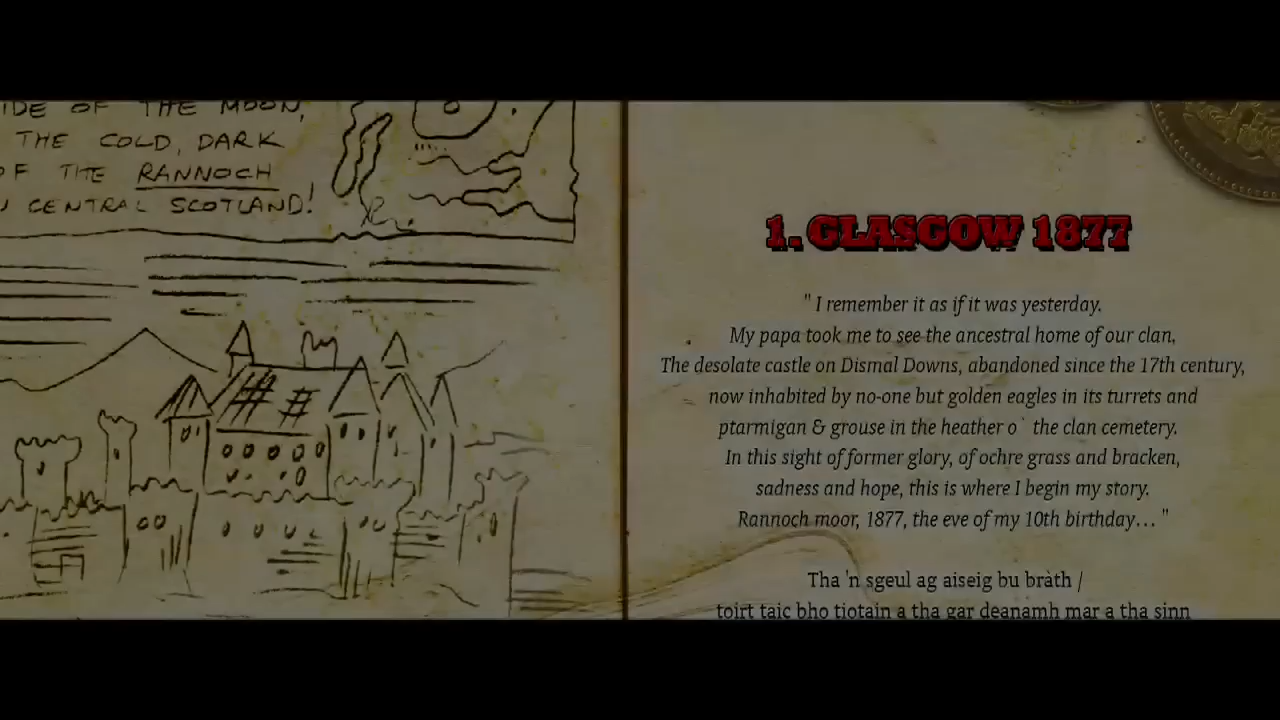 IDE OF THE MOON,
THE COLD, DARK
OF THE RANNOCH
N CENTRAL SCOTLAND!
1. GLASGOW 1877
" I remember it as if it was yesterday.
My papa took me to see the ancestral home of our clan,
The desolate castle on Dismal Downs, abandoned since the 17th century,
now inhabited by no-one but golden eagles in its turrets and
ptarmigan & grouse in the heather o` the clan cemetery.
In this sight of former glory, of ochre grass and bracken,
sadness and hope, this is where I begin my story.
Rannoch moor, 1877, the eve of my 10th birthday... "
Tha 'n sgeul ag aiseig bu bràth /
toirt taic bho tiotain a tha gar deanamh mar a tha sinn